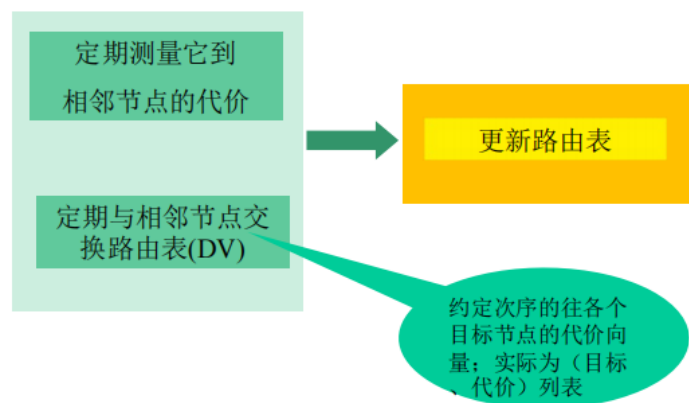 定期测量它到
相邻节点的代价
更新路由表
定期与相邻节点交
换路由表(DV)
约定次序的往各个
目标节点的代价向
量；实际为（目标
、代价）列表